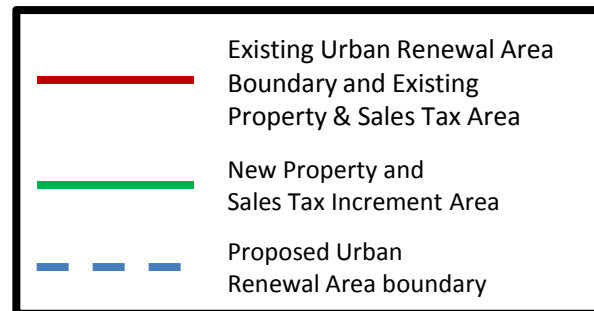 Existing Urban Renewal Area
Boundary and Existing
Property & Sales Tax Area
New Property and
Sales Tax Increment Area
Proposed Urban
Renewal Area boundary